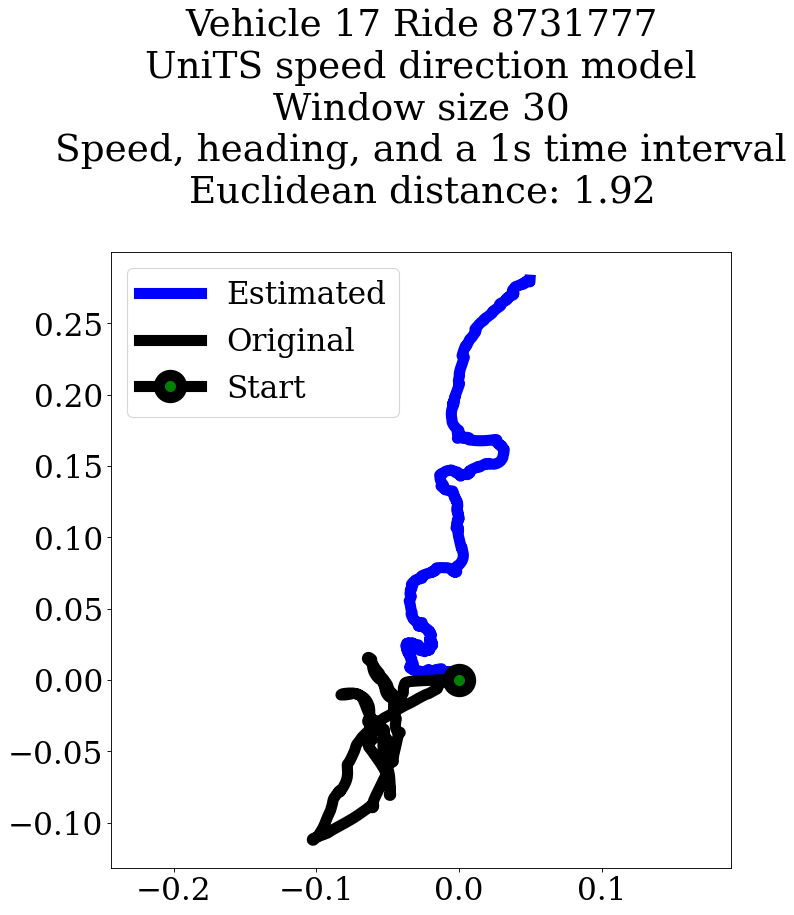 Vehicle 17 Ride 8731777
UniTS speed direction model
Window size 30
Speed, heading, and a 1s time interval
Euclidean distance: 1.92
Estimated
Original
Start
0.25
0.20
0.15
0.10
0.05
0.00
−0.05
−0.10
−0.2 −0.1 0.0 0.1